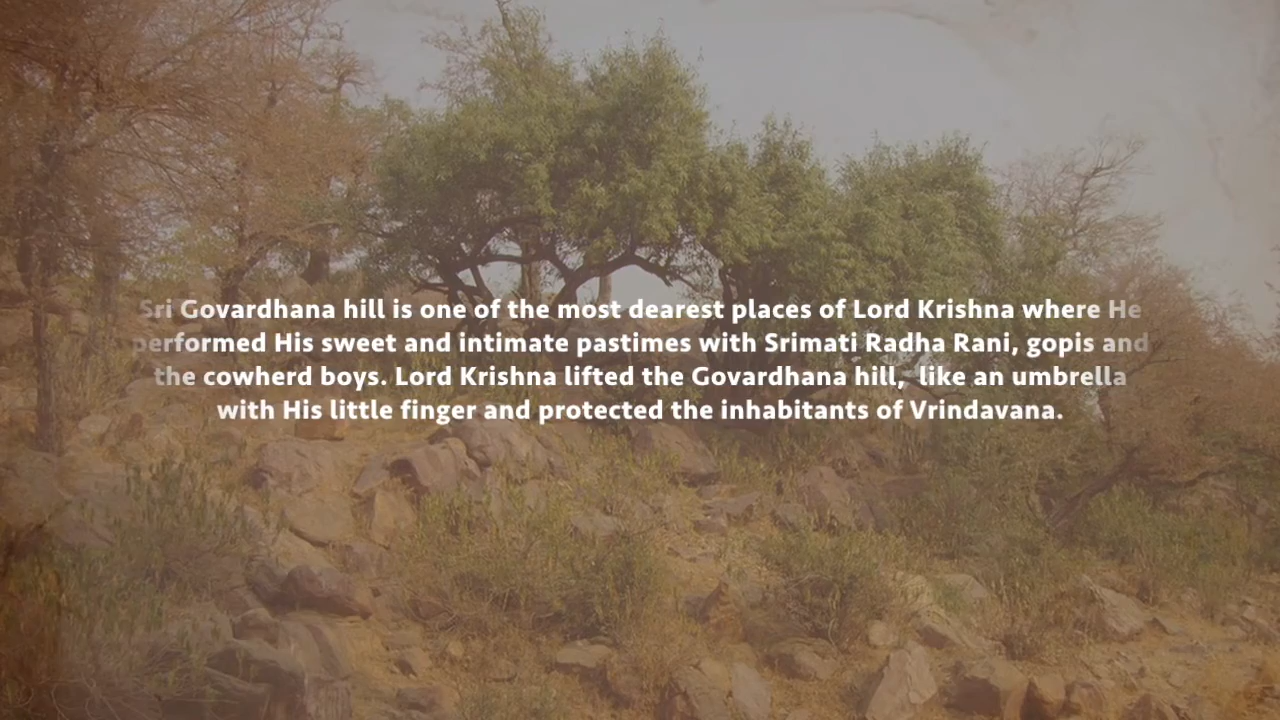 Sri Govardhana hill is one of the most dearest places of Lord Krishna where He
performed His sweet and intimate pastimes with Srimati Radha Rani, gopis and
the cowherd boys. Lord Krishna lifted the Govardhana hill,  like an umbrella
with His little finger and protected the inhabitants of Vrindavana.